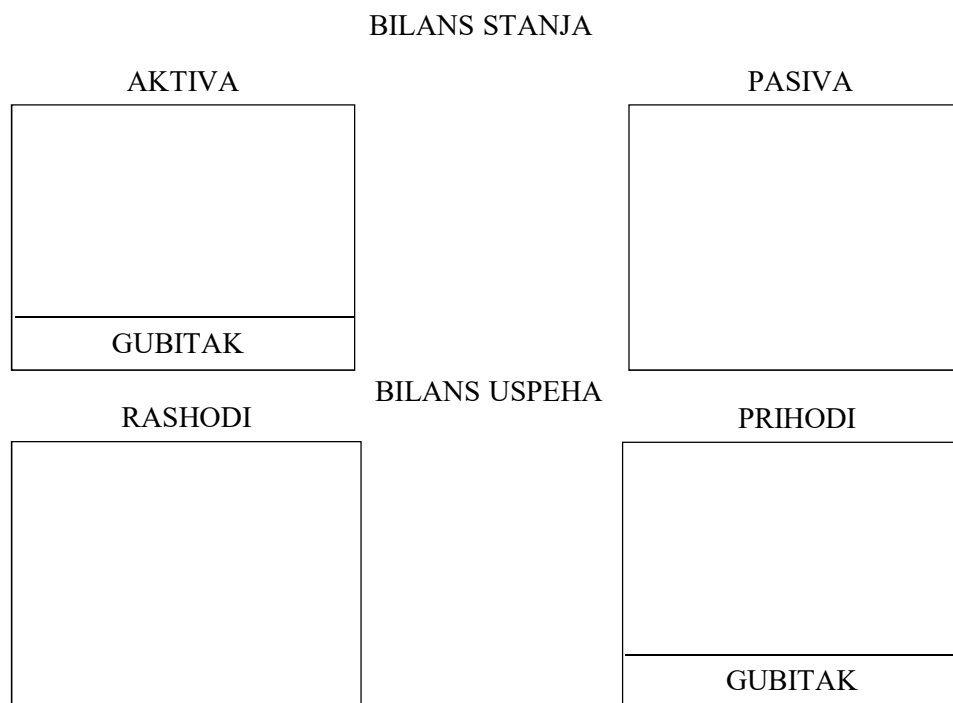 BILANS STANJA
AKTIVA PASIVA
GUBITAK
BILANS USPEHA
RASHODI PRIHODI
GUBITAK